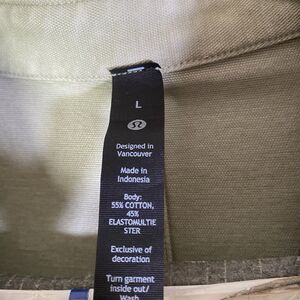 L
Designed in
Vancouver
Made in
Indonesia
Body:
55% COTTON,
45%
ELASTOMULTIE
STER
Exclusive of
decoration
Turn garment
inside out/
Wash